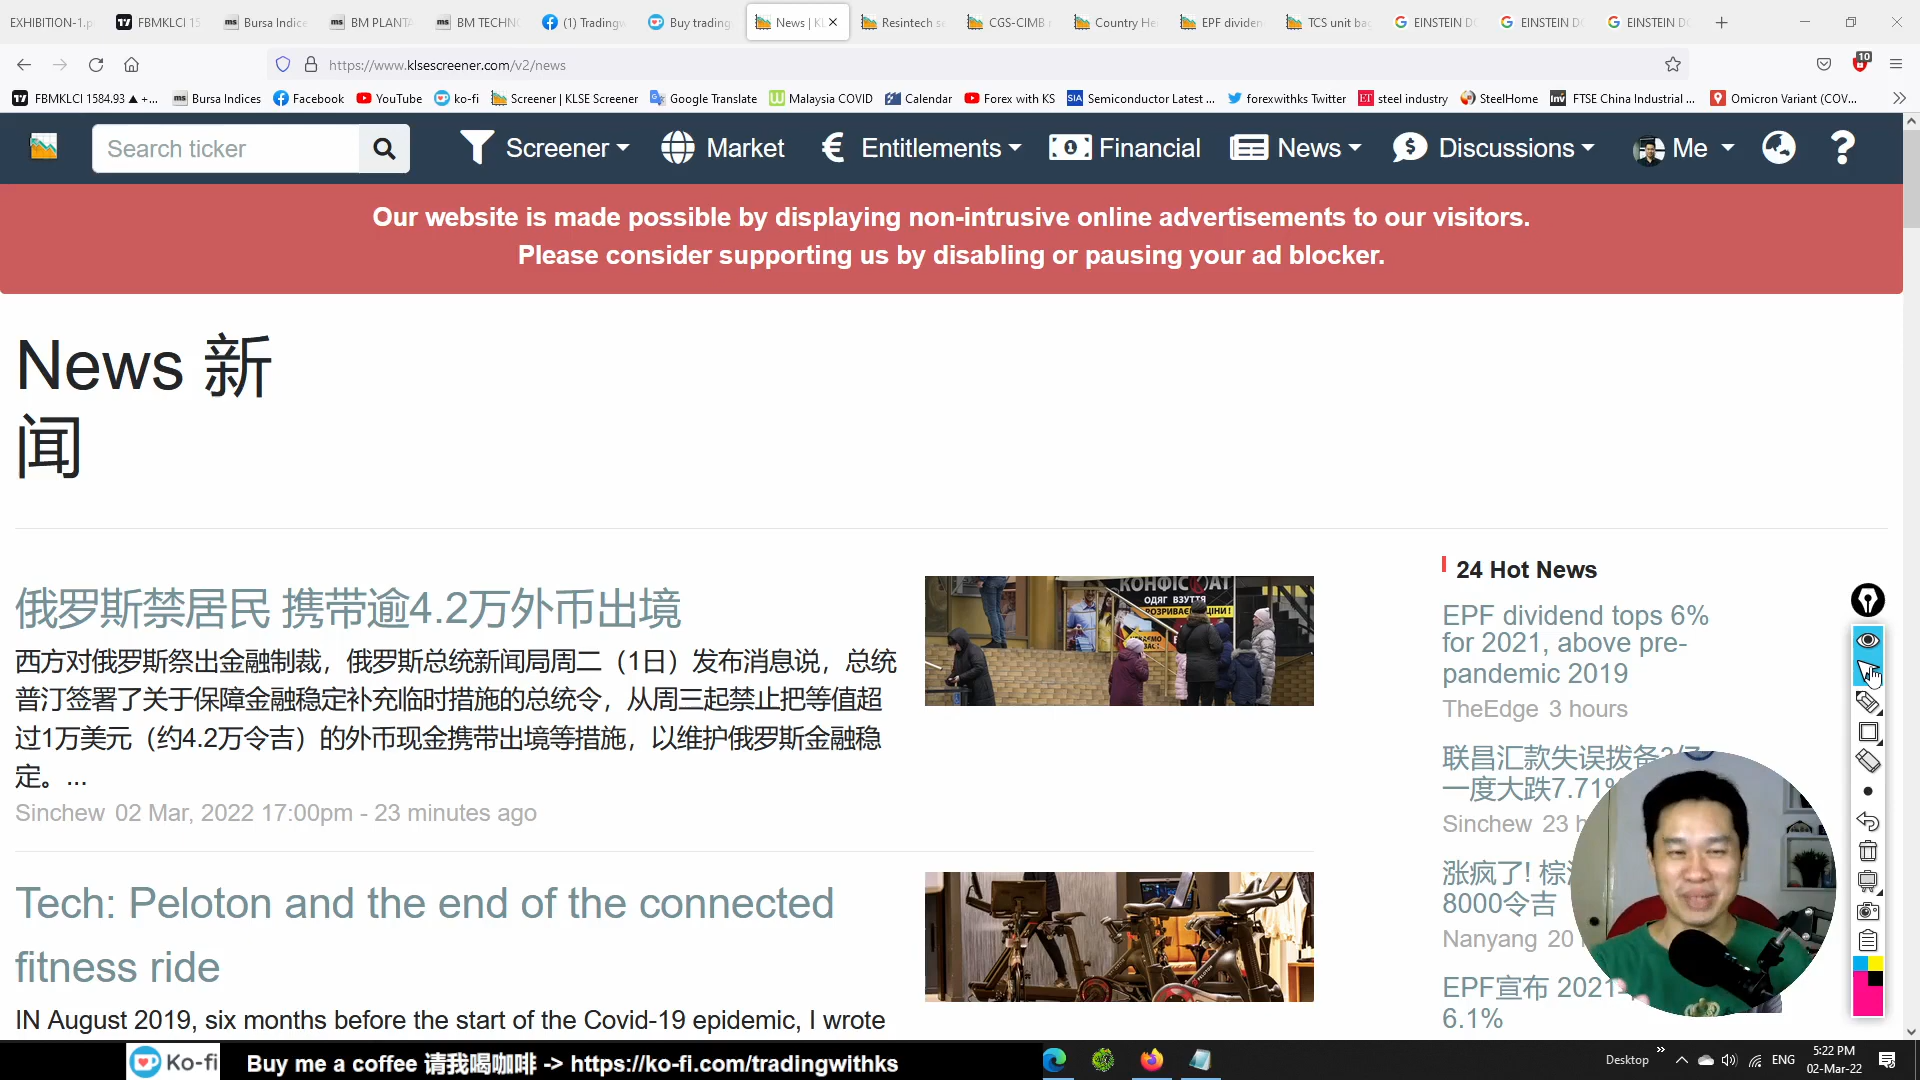 EXHIBITION-1.p
FBMKLCI 15
Bursa Indice
BM PLANTA
BM TECHNO
(1) Tradingw
Buy trading
News | KL
Resintech se
CGS-CIMB r
Country He
EPF dividen
TCS unit bag
EINSTEIN DO
EINSTEIN DO
EINSTEIN DO
https://www.klsescreener.com/v2/news
10
FBMKLCI 1584.93 ▲ +...
Bursa Indices
Facebook
YouTube
ko-fi
Screener | KLSE Screener
Google Translate
Malaysia COVID
Calendar
Forex with KS
SIA Semiconductor Latest ...
forexwithks Twitter
ET steel industry
SteelHome
Inv FTSE China Industrial ...
Omicron Variant (COV...
Search ticker
Screener
Market
Entitlements
Financial
News
Discussions
Me
Our website is made possible by displaying non-intrusive online advertisements to our visitors.
Please consider supporting us by disabling or pausing your ad blocker.
News 新
闻
俄罗斯禁居民 携带逾4.2万外币出境
西方对俄罗斯祭出金融制裁，俄罗斯总统新闻局周二（1日）发布消息说，总统
普汀签署了关于保障金融稳定补充临时措施的总统令，从周三起禁止把等值超
过1万美元（约4.2万令吉）的外币现金携带出境等措施，以维护俄罗斯金融稳
定。...
Sinchew 02 Mar, 2022 17:00pm - 23 minutes ago
КОНФІСКАТ
ОДЯГ ВЗУТТЯ
Tech: Peloton and the end of the connected
fitness ride
IN August 2019, six months before the start of the Covid-19 epidemic, I wrote
24 Hot News
EPF dividend tops 6%
for 2021, above pre-
pandemic 2019
TheEdge 3 hours
联昌汇款失误拨备
一度大跌7.71%
Sinchew 23 h
涨疯了! 棕
8000令吉
Nanyang 20
EPF宣布 2021
6.1%
Ko-fi
Buy me a coffee 请我喝咖啡 -> https://ko-fi.com/tradingwithks
Desktop
ENG
5:22 PM
02-Mar-22